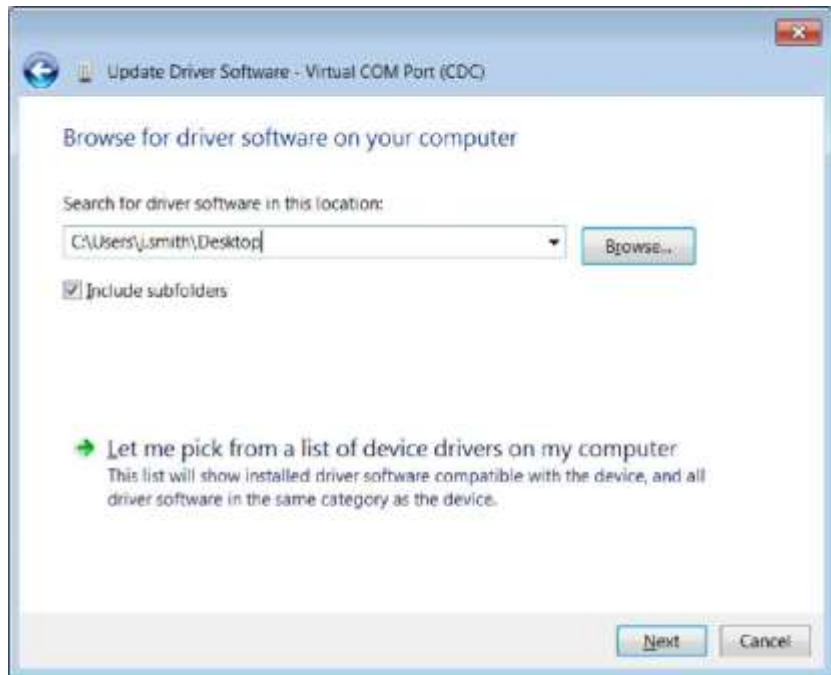 Update Driver Software - Virtual COM Port (CDC)
Browse for driver software on your computer
Search for driver software in this location:
C:\Users\j.smith\Desktop
Browse...
Include subfolders
Let me pick from a list of device drivers on my computer
This list will show installed driver software compatible with the device, and all
driver software in the same category as the device.
Next
Cancel